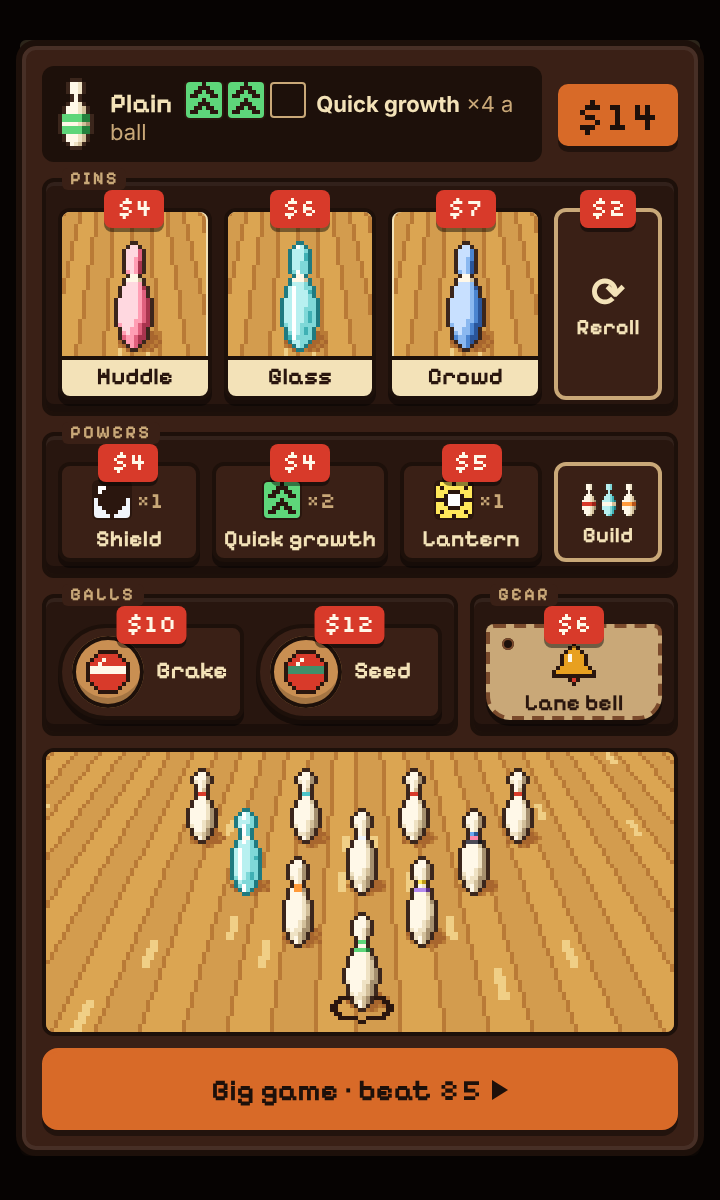 Plain Quick growth ×4 a
ball
$14
PINS
$4 $6 $7 $2
Huddle Glass Crowd Reroll
POWERS
$4 $4 $5
×1 ×2 ×1
Shield Quick growth Lantern Build
BALLS GEAR
$10 $12 $6
Brake Seed
Lane bell
Big game · beat 85